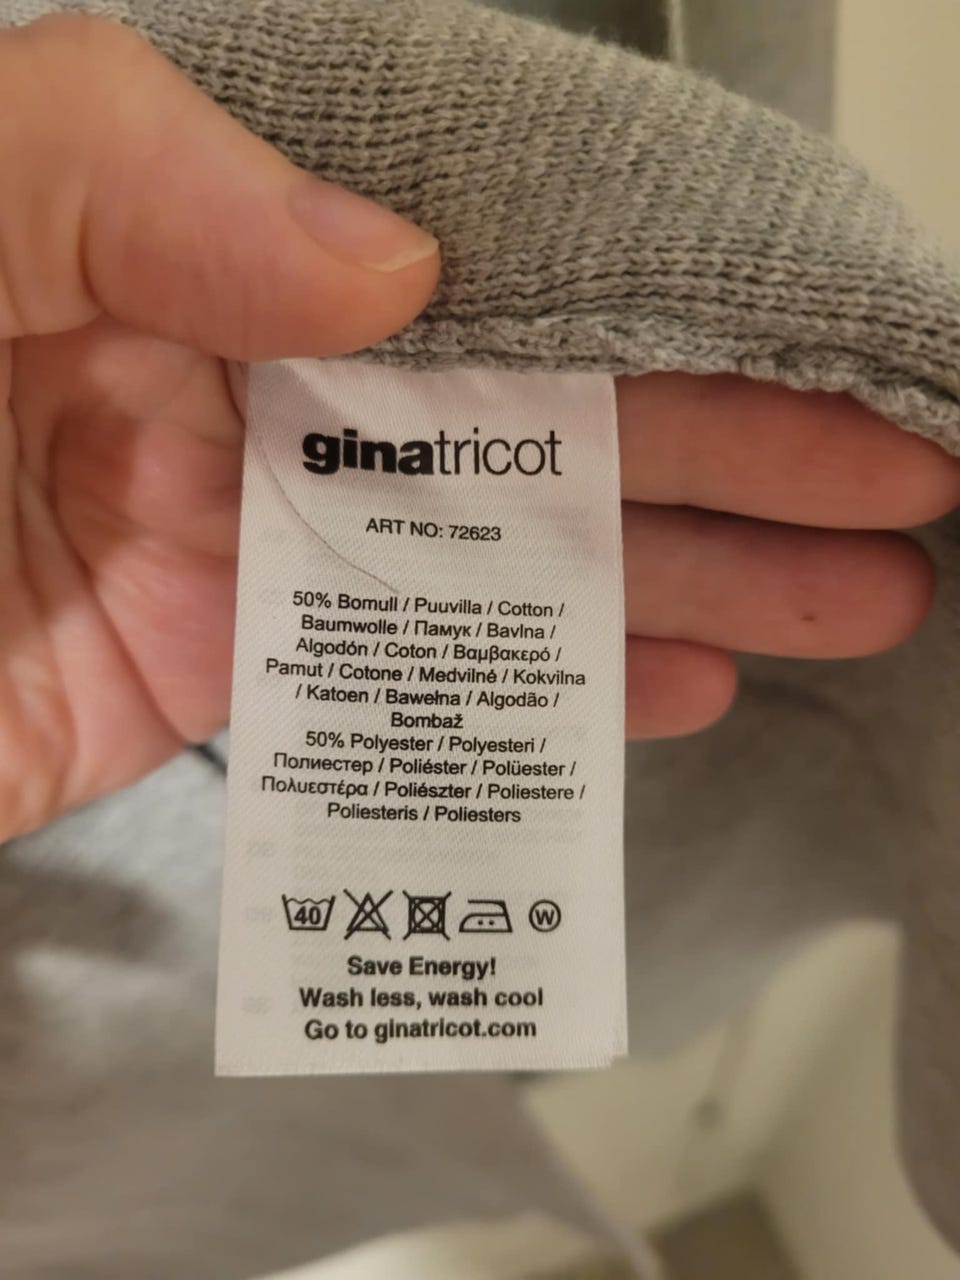 ginatricot
ART NO: 72623
50% Bomull / Puuvilla / Cotton /
Baumwolle / Памук / Bavlna /
Algodón / Coton / Βαμβακερό /
Pamut / Cotone / Medvilné / Kokvilna
/ Katoen / Bawełna / Algodão /
Bombaž
50% Polyester / Polyesteri /
Полиестер / Poliéster / Polüester /
Πολυεστέρα / Poliészter / Poliestere /
Poliesteris / Poliesters
40 W
Save Energy!
Wash less, wash cool
Go to ginatricot.com